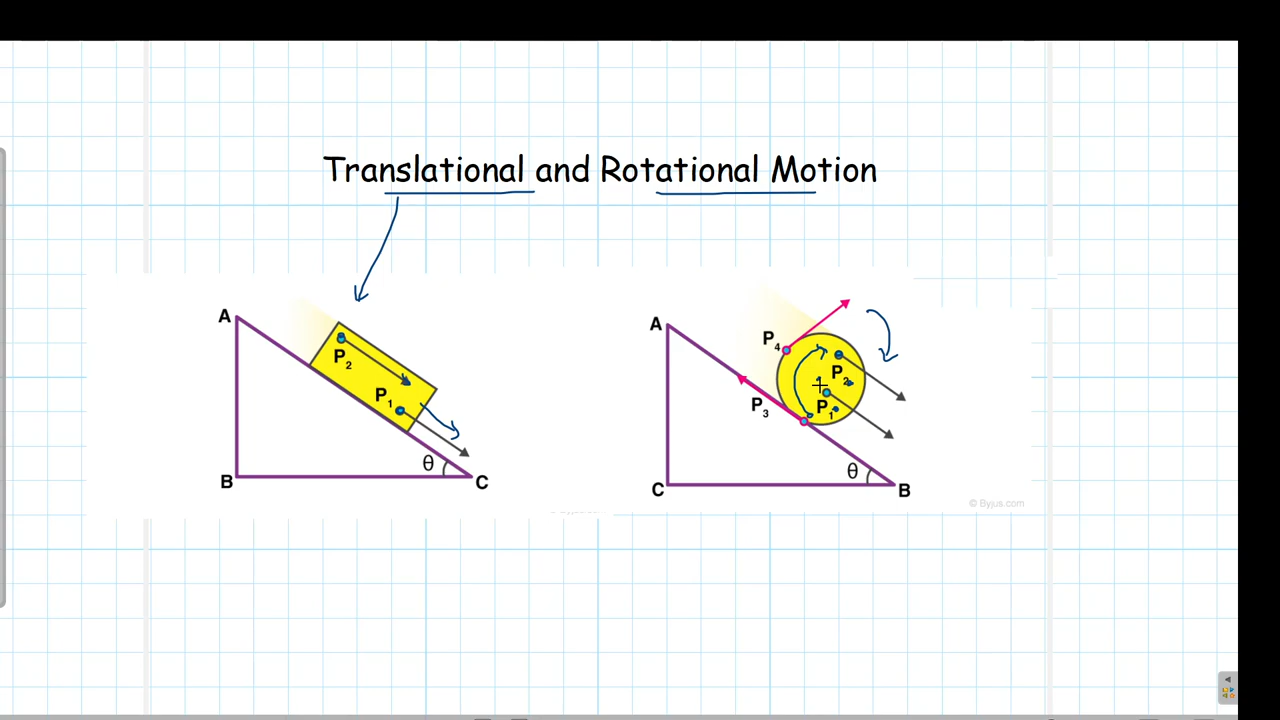 Translational and Rotational Motion
A
P2
P1
θ
B
C
A
P4
P2
P1
P3
θ
C
B
© Byjus.com